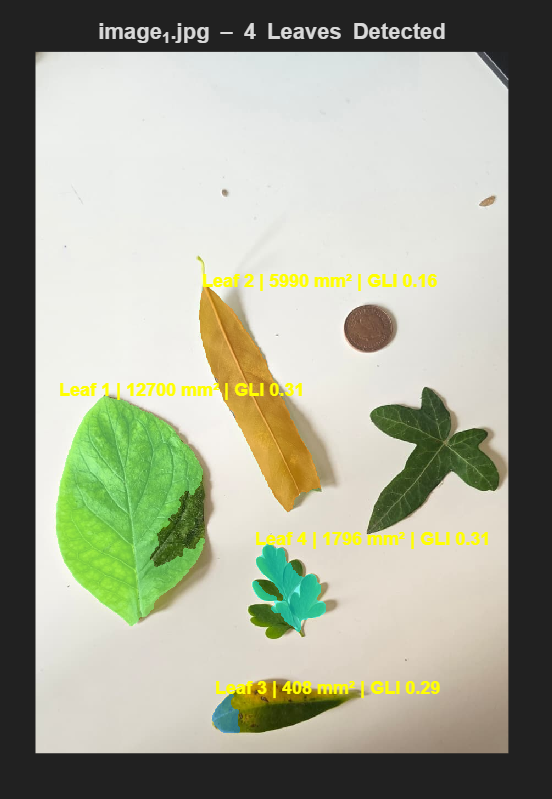 image₁.jpg – 4 Leaves Detected
Leaf 2 | 5990 mm² | GLI 0.16
Leaf 1 | 12700 mm² | GLI 0.31
Leaf 4 | 1796 mm² | GLI 0.31
Leaf 3 | 408 mm² | GLI 0.29